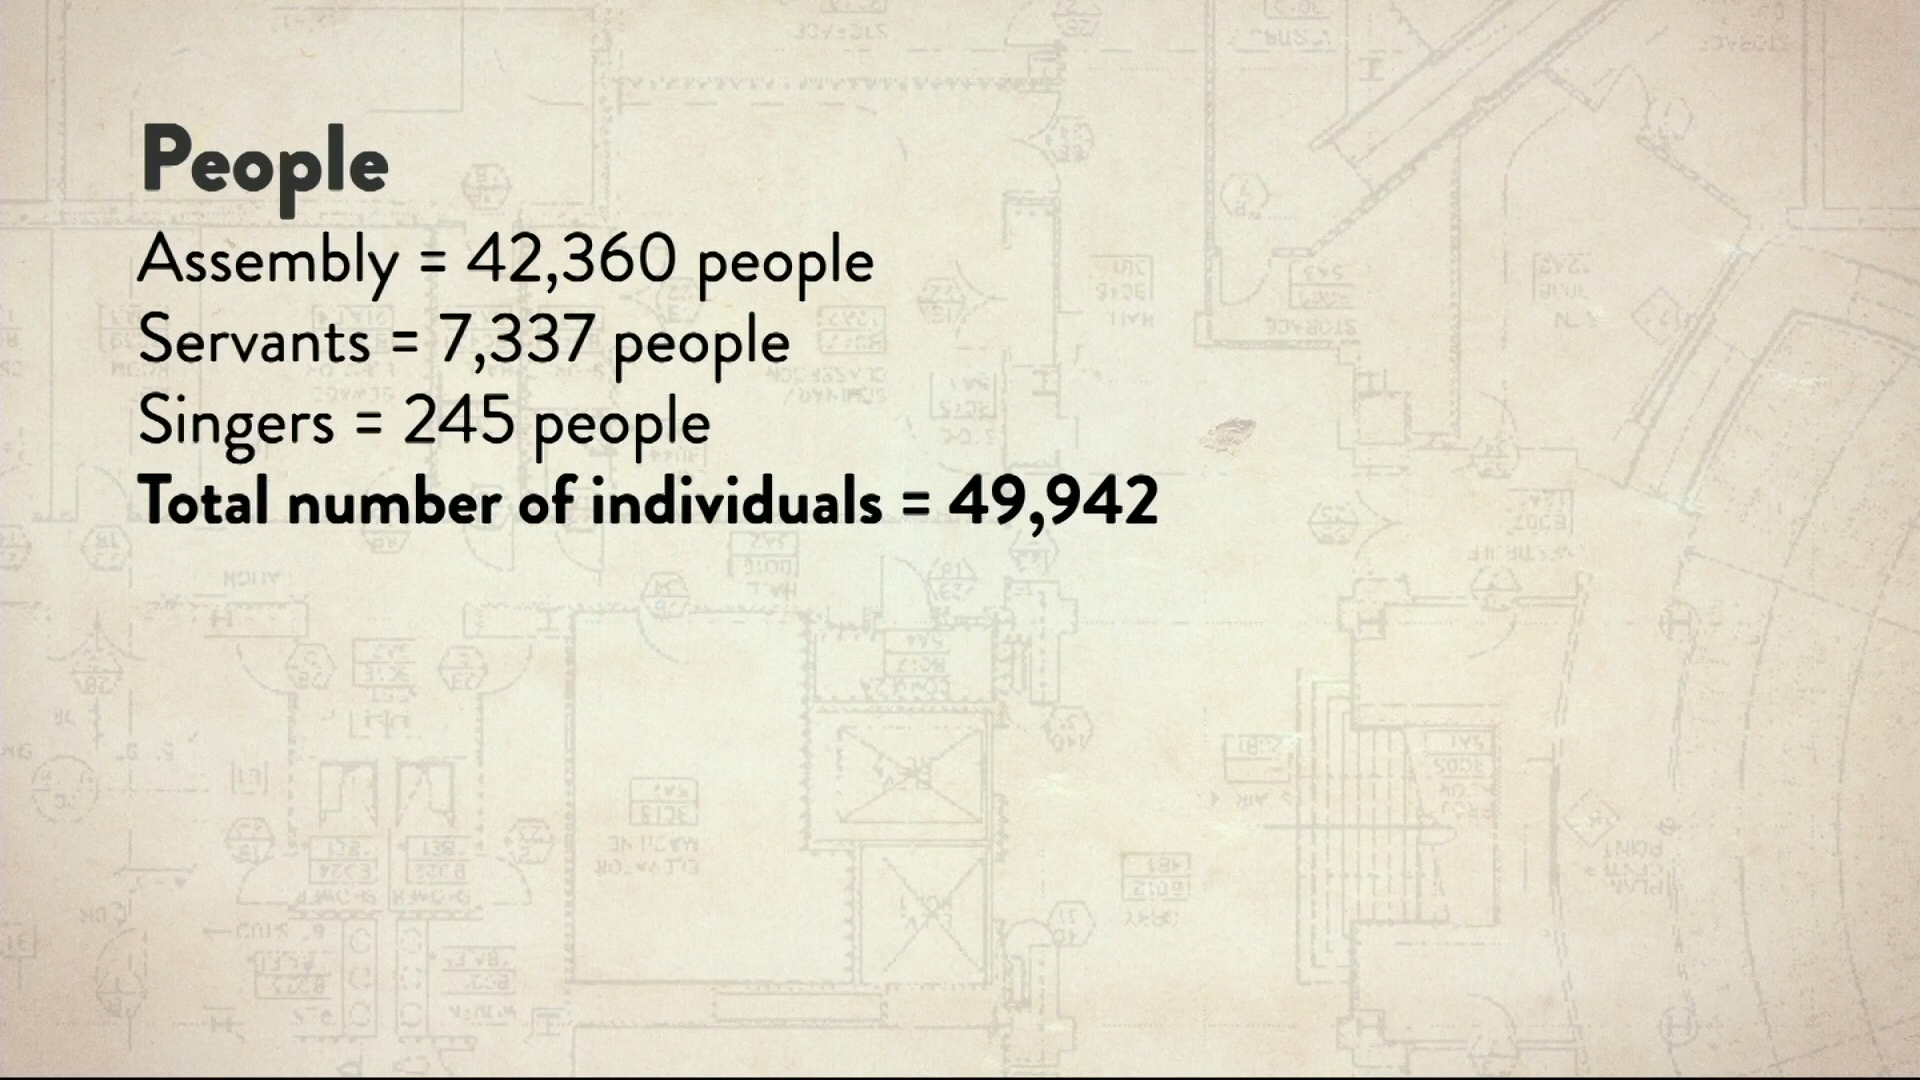 People
Assembly = 42,360 people
Servants = 7,337 people
Singers = 245 people
Total number of individuals = 49,942